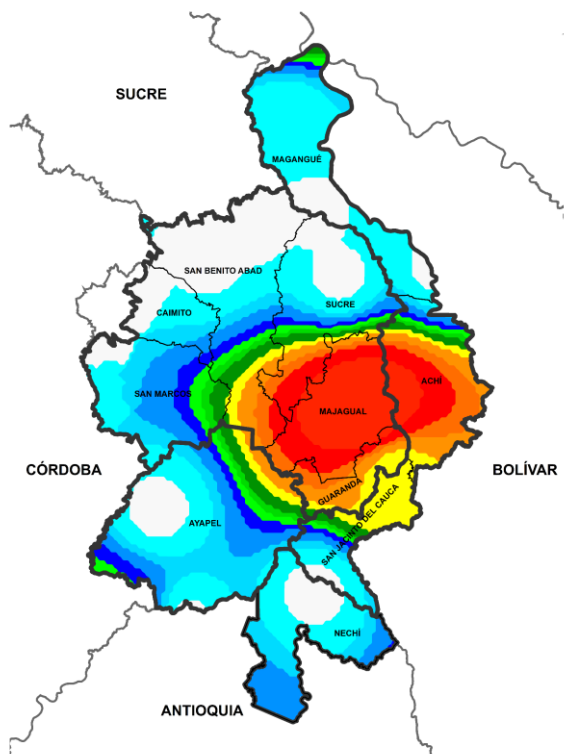 SUCRE
MAGANGUÉ
SAN BENITO ABAD
SUCRE
CAIMITO
ACHÍ
SAN MARCOS
MAJAGUAL
CÓRDOBA
BOLÍVAR
GUARANDA
AYAPEL
SAN JACINTO DEL CAUCA
NECHÍ
ANTIOQUIA